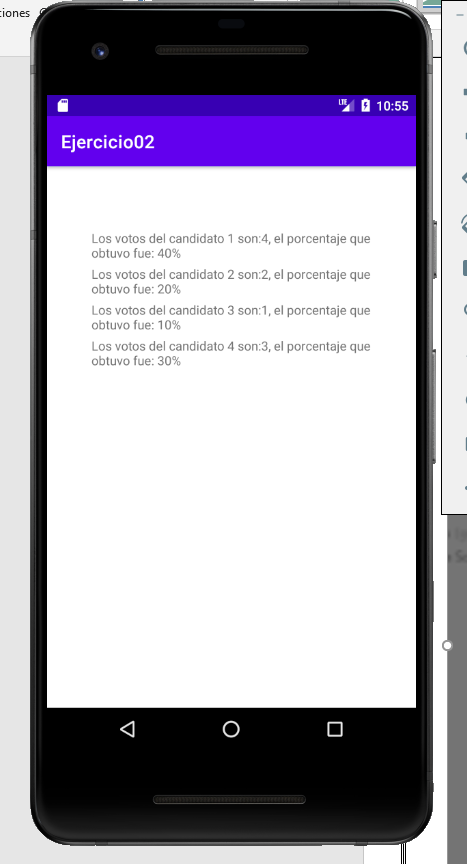 ciones
LTE 10:55
Ejercicio02
Los votos del candidato 1 son:4, el porcentaje que
obtuvo fue: 40%
Los votos del candidato 2 son:2, el porcentaje que
obtuvo fue: 20%
Los votos del candidato 3 son:1, el porcentaje que
obtuvo fue: 10%
Los votos del candidato 4 son:3, el porcentaje que
obtuvo fue: 30%